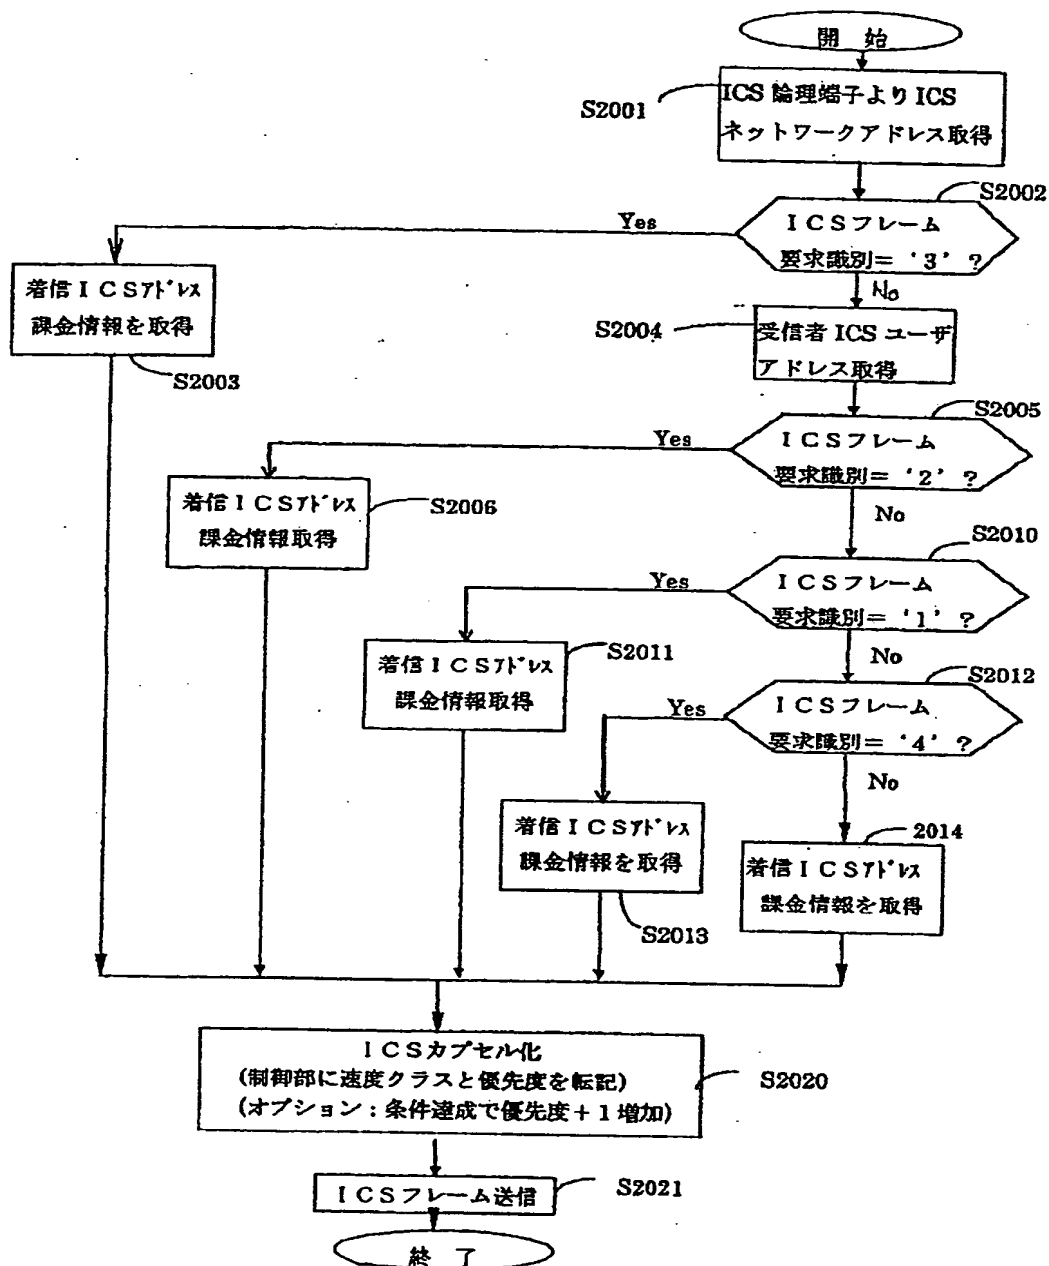 開 始
S2001
ICS 論理端子より ICS
ネットワークアドレス取得
S2002
ICSフレーム
要求識別＝ ‘3’ ?
Yes
No
着信ICSアドレス
課金情報を取得
S2003
S2004
受信者 ICS ユーザ
アドレス取得
S2005
ICSフレーム
要求識別＝ ‘2’ ?
Yes
No
着信ICSアドレス
課金情報取得
S2006
S2010
ICSフレーム
要求識別＝ ‘1’ ?
Yes
No
着信ICSアドレス
課金情報取得
S2011
S2012
ICSフレーム
要求識別＝ ‘4’ ?
Yes
No
着信ICSアドレス
課金情報を取得
S2013
2014
着信ICSアドレス
課金情報を取得
ICSカプセル化
(制御部に速度クラスと優先度を転記)
(オプション：条件達成で優先度＋1増加)
S2020
ICSフレーム送信
S2021
終 了